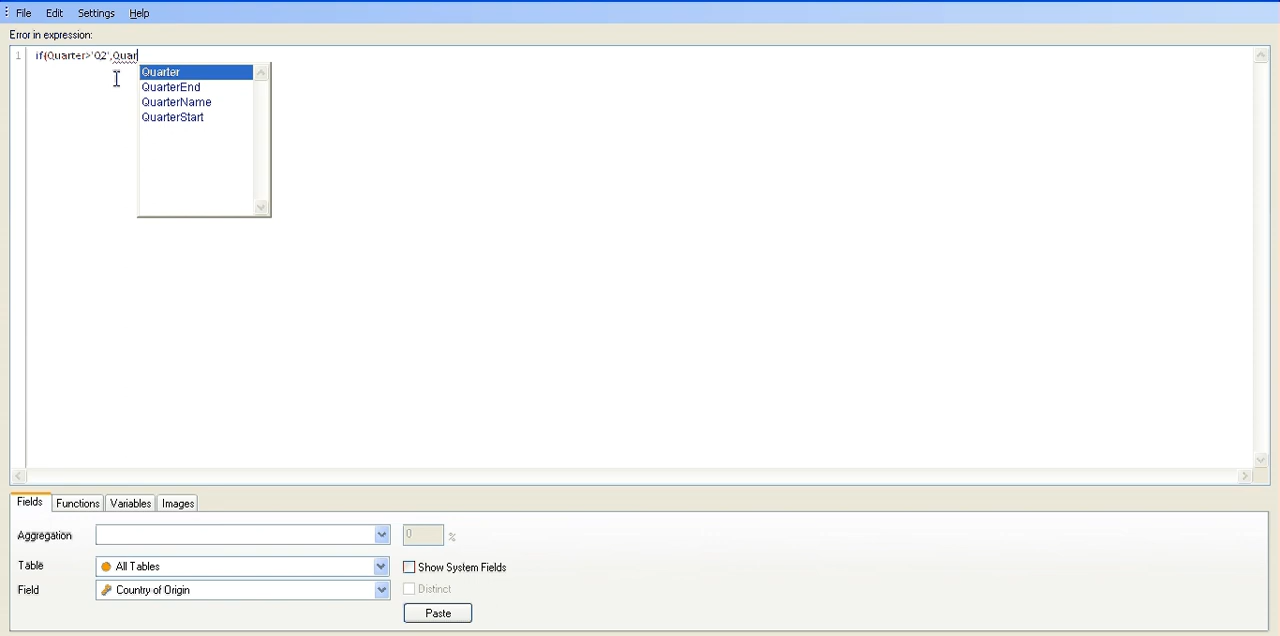 File Edit Settings Help
Error in expression:
1 if(Quarter>'Q2',Quar
Quarter
QuarterEnd
QuarterName
QuarterStart
Fields Functions Variables Images
Aggregation 0 %
Table All Tables Show System Fields
Field Country of Origin Distinct
Paste